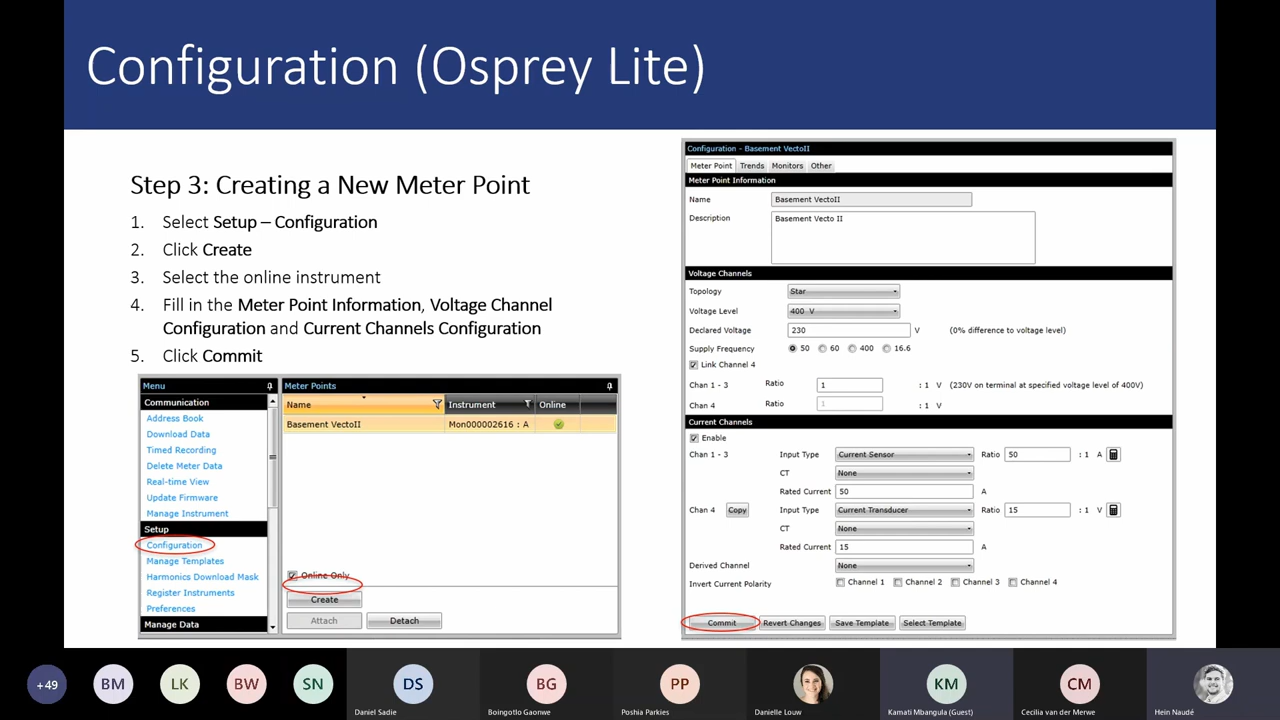 Configuration (Osprey Lite)
Step 3: Creating a New Meter Point
1. Select Setup – Configuration
2. Click Create
3. Select the online instrument
4. Fill in the Meter Point Information, Voltage Channel
Configuration and Current Channels Configuration
5. Click Commit
Menu
Communication
Address Book
Download Data
Timed Recording
Delete Meter Data
Real-time View
Update Firmware
Manage Instrument
Setup
Configuration
Manage Templates
Harmonics Download Mask
Register Instruments
Preferences
Manage Data
Meter Points
Name Instrument Online
Basement VectoII Mon000002616 : A
Online Only
Create
Attach Detach
Configuration - Basement VectoII
Meter Point Trends Monitors Other
Meter Point Information
Name Basement VectoII
Description Basement Vecto II
Voltage Channels
Topology Star
Voltage Level 400 V
Declared Voltage 230 V (0% difference to voltage level)
Supply Frequency 50 60 400 16.6
Link Channel 4
Chan 1 - 3 Ratio 1 : 1 V (230V on terminal at specified voltage level of 400V)
Chan 4 Ratio 1 : 1 V
Current Channels
Enable
Chan 1 - 3 Input Type Current Sensor Ratio 50 : 1 A
CT None
Rated Current 50 A
Chan 4 Copy Input Type Current Transducer Ratio 15 : 1 V
CT None
Rated Current 15 A
Derived Channel None
Invert Current Polarity Channel 1 Channel 2 Channel 3 Channel 4
Commit Revert Changes Save Template Select Template
+49 BM LK BW SN DS BG PP KM CM
Daniel Sadie Boingotlo Gaonwe Poshia Parkies Danielle Louw Kamati Mbangula (Guest) Cecilia van der Merwe Hein Naudé